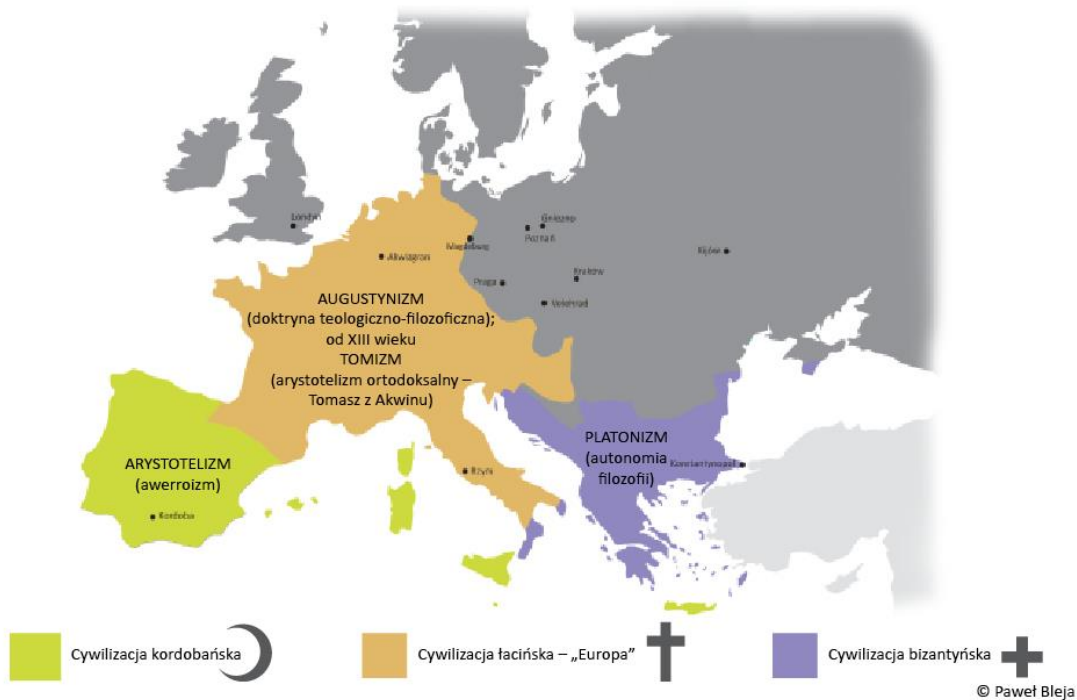 Londyn
Gniezno
Poznań
Magdeburg
Akwizgran
Kijów
Kraków
Praga
Velehrad
AUGUSTYNIZM
(doktryna teologiczno-filozoficzna);
od XIII wieku
TOMIZM
(arystotelizm ortodoksalny –
Tomasz z Akwinu)
PLATONIZM
(autonomia
filozofii)
Konstantynopol
ARYSTOTELIZM
(awerroizm)
Rzym
Kordoba
Cywilizacja kordobańska
Cywilizacja łacińska – „Europa”
Cywilizacja bizantyńska
© Paweł Bleja